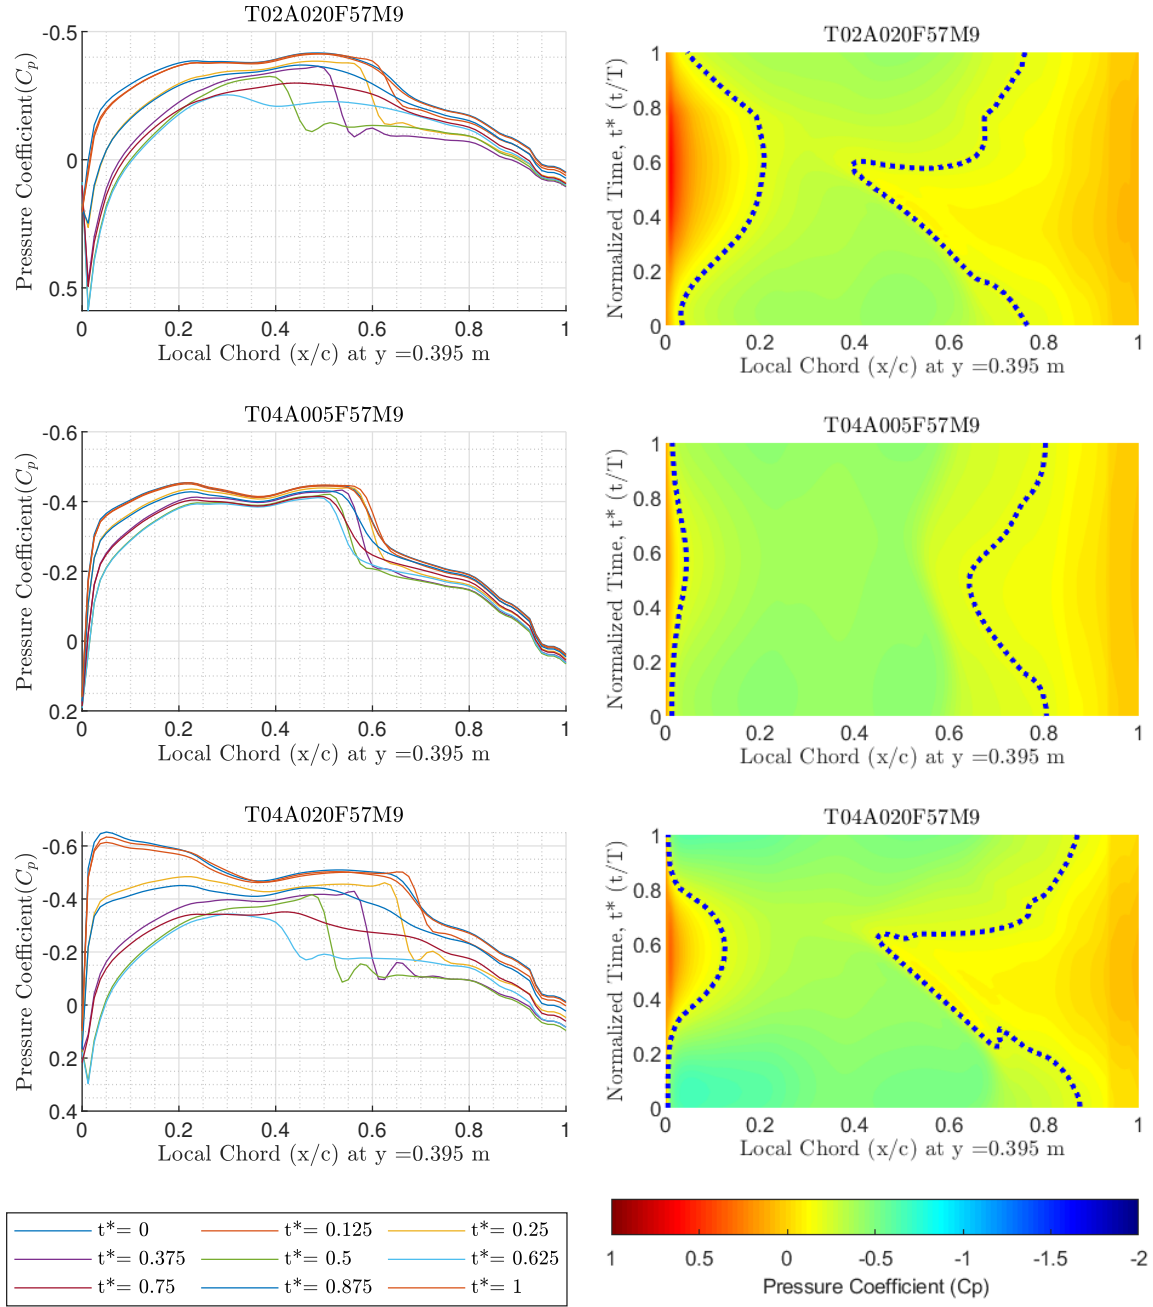 T02A020F57M9
Pressure Coefficient(Cp)
-0.5
0
0.5
0 0.2 0.4 0.6 0.8 1
Local Chord (x/c) at y =0.395 m
T02A020F57M9
Normalized Time, t* (t/T)
1
0.8
0.6
0.4
0.2
0
0 0.2 0.4 0.6 0.8 1
Local Chord (x/c) at y =0.395 m
T04A005F57M9
Pressure Coefficient(Cp)
-0.6
-0.4
-0.2
0
0.2
0 0.2 0.4 0.6 0.8 1
Local Chord (x/c) at y =0.395 m
T04A005F57M9
Normalized Time, t* (t/T)
1
0.8
0.6
0.4
0.2
0
0 0.2 0.4 0.6 0.8 1
Local Chord (x/c) at y =0.395 m
T04A020F57M9
Pressure Coefficient(Cp)
-0.6
-0.4
-0.2
0
0.2
0.4
0 0.2 0.4 0.6 0.8 1
Local Chord (x/c) at y =0.395 m
T04A020F57M9
Normalized Time, t* (t/T)
1
0.8
0.6
0.4
0.2
0
0 0.2 0.4 0.6 0.8 1
Local Chord (x/c) at y =0.395 m
t*= 0 t*= 0.125 t*= 0.25
t*= 0.375 t*= 0.5 t*= 0.625
t*= 0.75 t*= 0.875 t*= 1
1 0.5 0 -0.5 -1 -1.5 -2
Pressure Coefficient (Cp)